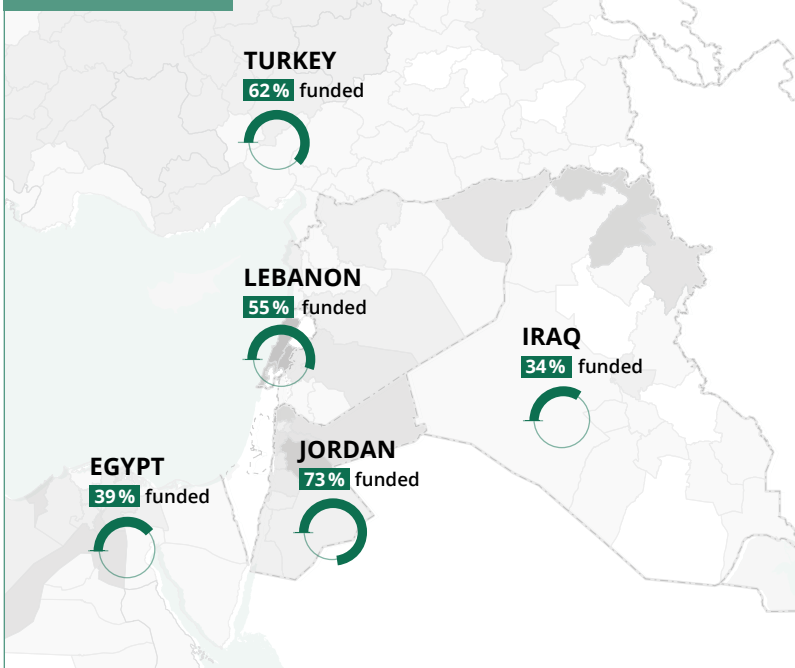 TURKEY
62% funded
LEBANON
55% funded
IRAQ
34% funded
JORDAN
73% funded
EGYPT
39% funded